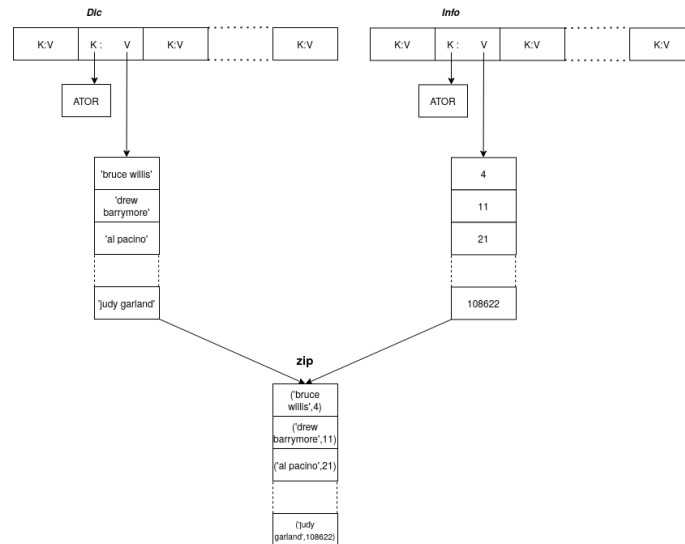 Dic
Info
K:V
K : V
K:V
K:V
K:V
K : V
K:V
K:V
ATOR
ATOR
'bruce willis'
'drew
barrymore'
'al pacino'
'judy garland'
4
11
21
108622
zip
('bruce
willis',4)
('drew
barrymore',11)
('al pacino',21)
('judy
garland',108622)